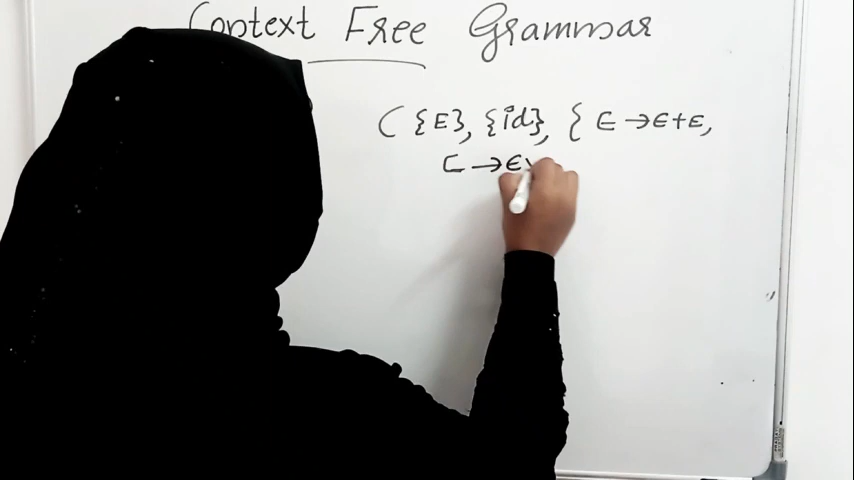 Context Free Grammar
( {E}, {id}, { E → E+E,
E → E